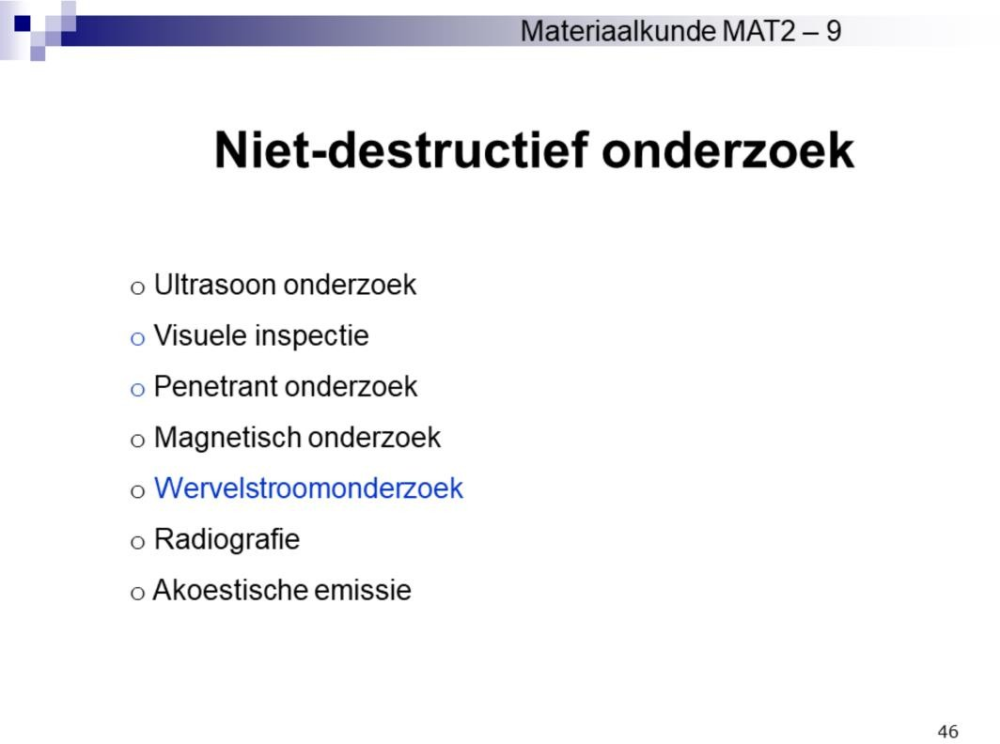 Materiaalkunde MAT2 – 9
Niet-destructief onderzoek
o Ultrasoon onderzoek
o Visuele inspectie
o Penetrant onderzoek
o Magnetisch onderzoek
o Wervelstroomonderzoek
o Radiografie
o Akoestische emissie
46